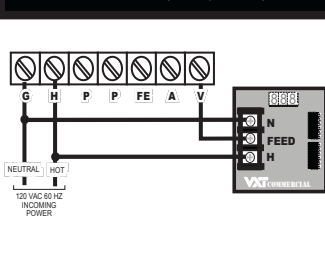 G H P P FE A V
N
FEED
H
VXT COMMERCIAL
NEUTRAL HOT
120 VAC 60 HZ
INCOMING
POWER